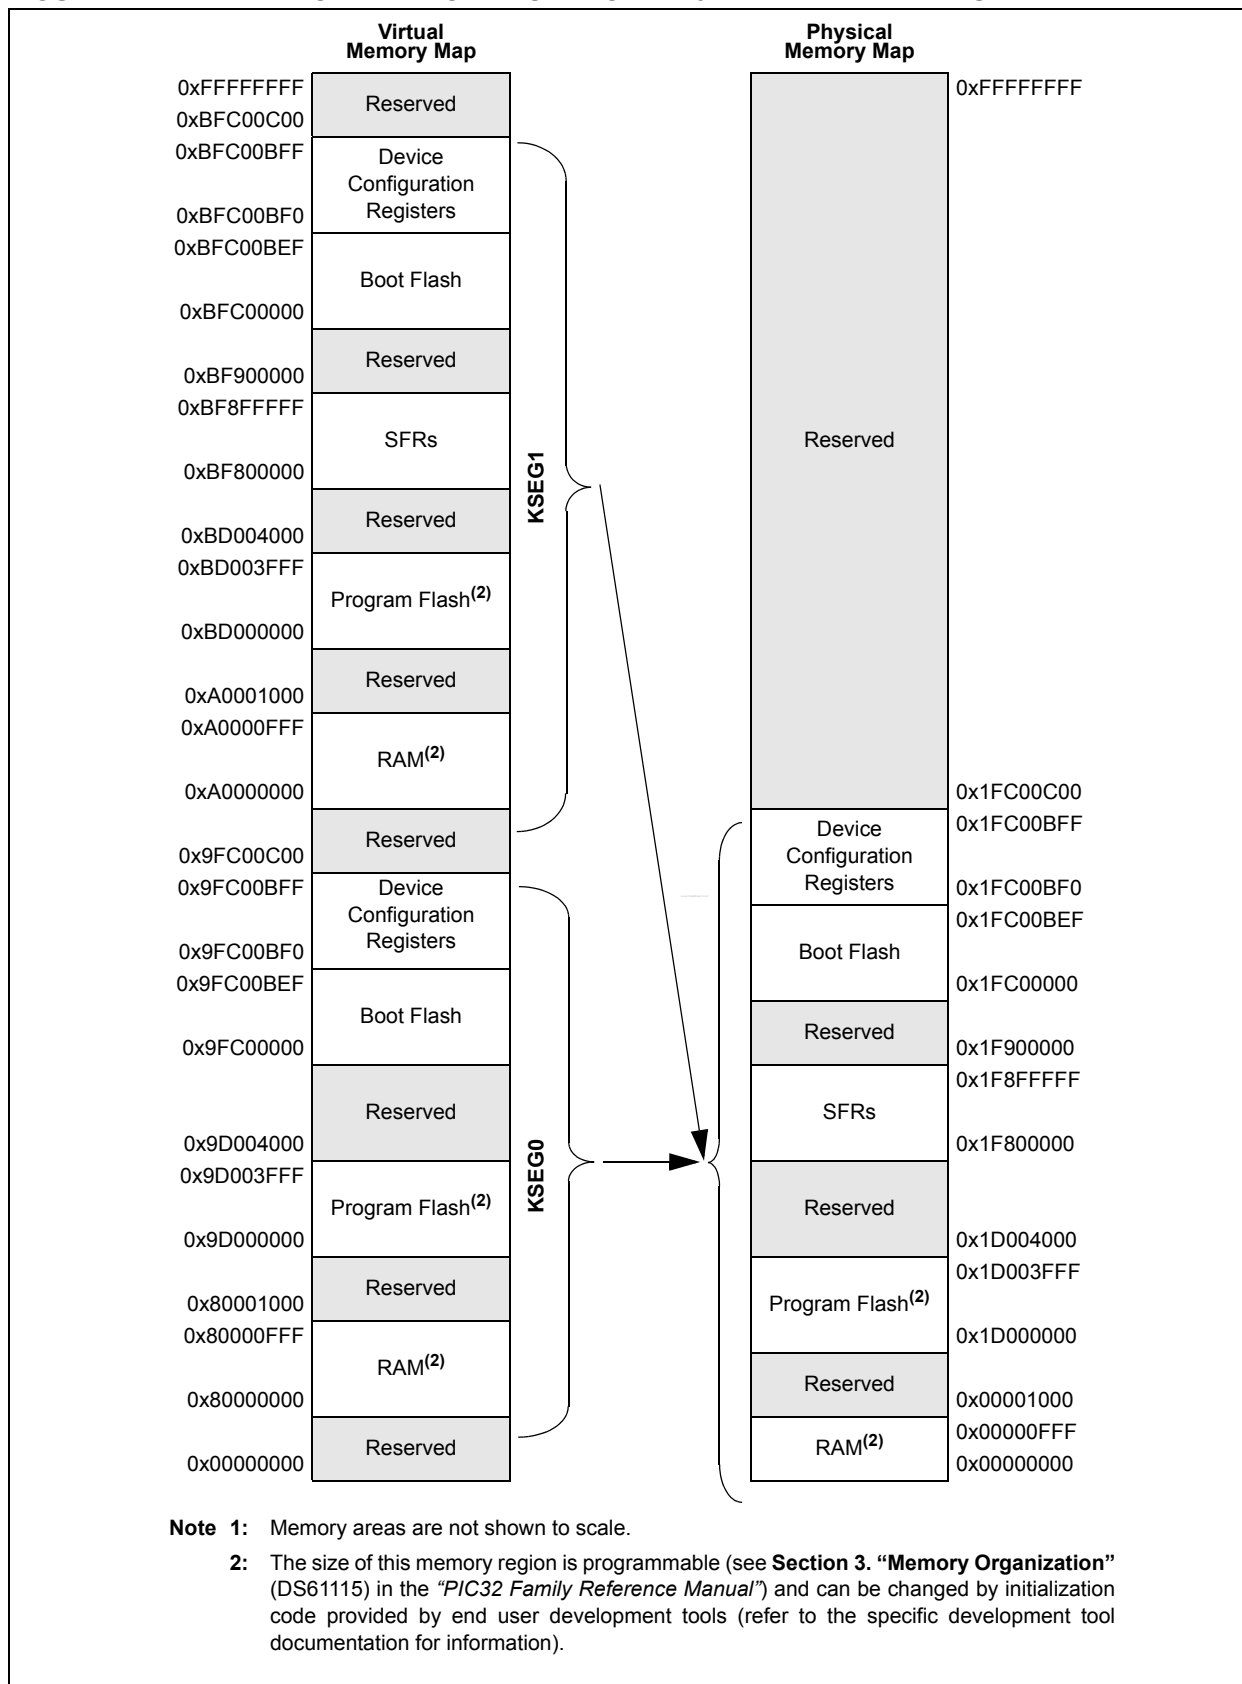 Virtual
Memory Map
0xFFFFFFFF
Reserved
0xBFC00C00
0xBFC00BFF
Device
Configuration
Registers
0xBFC00BF0
0xBFC00BEF
Boot Flash
0xBFC00000
Reserved
0xBF900000
0xBF8FFFFF
SFRs
0xBF800000
Reserved
0xBD004000
0xBD003FFF
Program Flash(2)
0xBD000000
Reserved
0xA0001000
0xA0000FFF
RAM(2)
0xA0000000
Reserved
0x9FC00C00
0x9FC00BFF
Device
Configuration
Registers
0x9FC00BF0
0x9FC00BEF
Boot Flash
0x9FC00000
Reserved
0x9D004000
0x9D003FFF
Program Flash(2)
0x9D000000
Reserved
0x80001000
0x80000FFF
RAM(2)
0x80000000
Reserved
0x00000000
KSEG1
KSEG0
Physical
Memory Map
0xFFFFFFFF
Reserved
0x1FC00C00
0x1FC00BFF
Device
Configuration
Registers
0x1FC00BF0
0x1FC00BEF
Boot Flash
0x1FC00000
Reserved
0x1F900000
0x1F8FFFFF
SFRs
0x1F800000
Reserved
0x1D004000
0x1D003FFF
Program Flash(2)
0x1D000000
Reserved
0x00001000
0x00000FFF
RAM(2)
0x00000000
Note 1: Memory areas are not shown to scale.
2: The size of this memory region is programmable (see Section 3. “Memory Organization”
(DS61115) in the “PIC32 Family Reference Manual”) and can be changed by initialization
code provided by end user development tools (refer to the specific development tool
documentation for information).